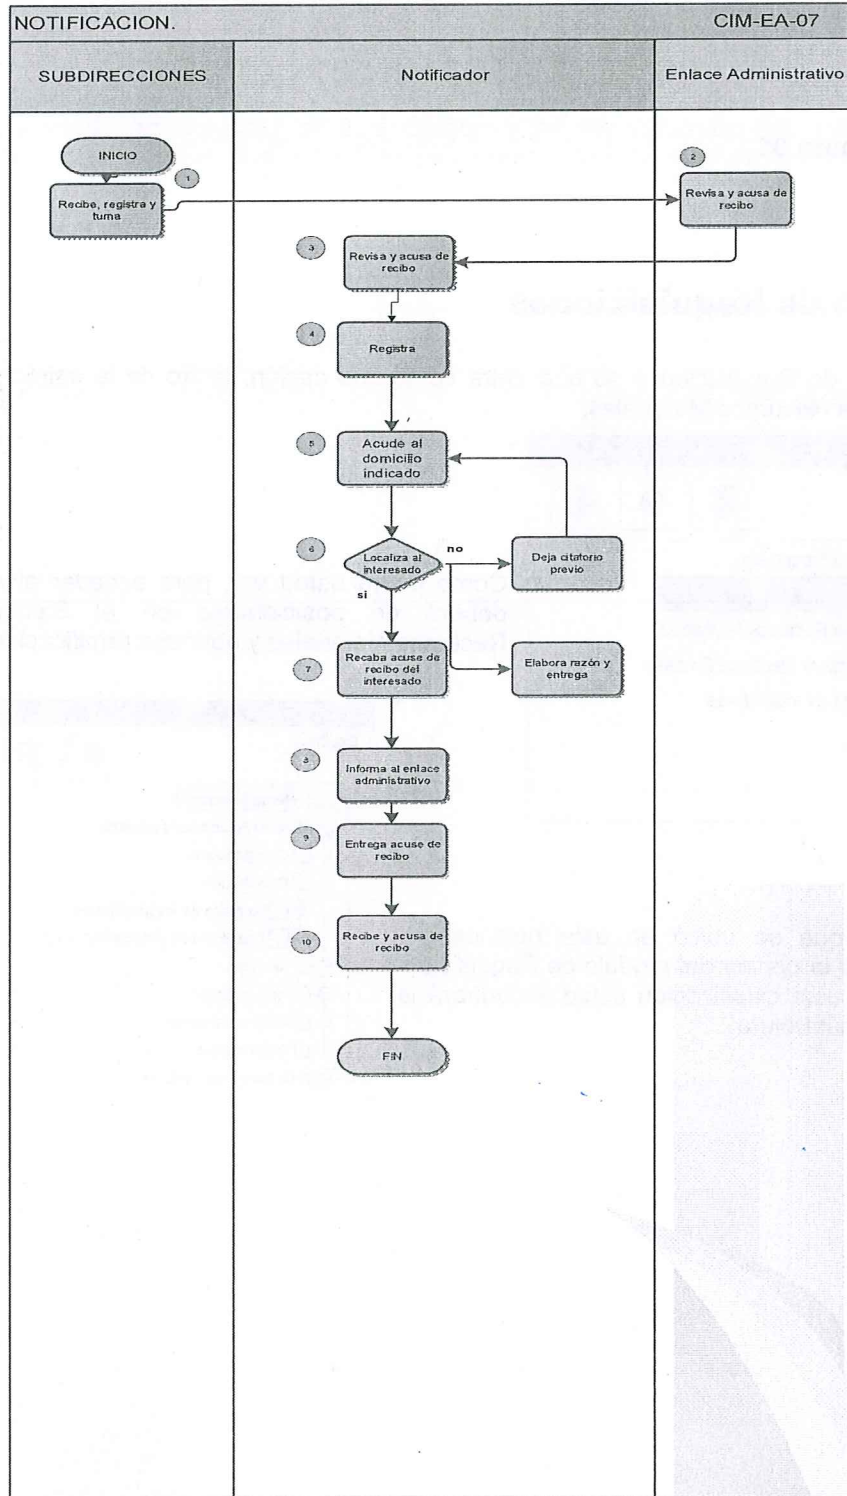 NOTIFICACION. CIM-EA-07
SUBDIRECCIONES Notificador Enlace Administrativo
INICIO
1
Recibe, registra y
turna
2
Revisa y acusa de
recibo
3
Revisa y acusa de
recibo
4
Registra
5
Acude al
domicilio
indicado
6
Localiza al
interesado
no
Deja citatorio
previo
si
7
Recaba acuse de
recibo del
interesado
Elabora razón y
entrega
8
Informa al enlace
administrativo
9
Entrega acuse de
recibo
10
Recibe y acusa de
recibo
FIN